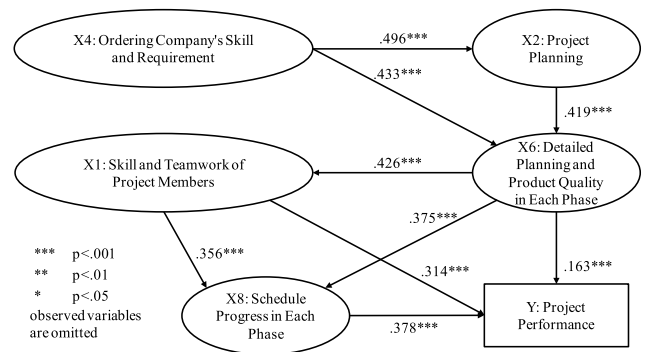 X4: Ordering Company's Skill
and Requirement
.496***
X2: Project
Planning
.433***
.419***
X1: Skill and Teamwork of
Project Members
.426***
X6: Detailed
Planning and
Product Quality
in Each Phase
.375***
.356***
.314***
.163***
*** p<.001
** p<.01
* p<.05
observed variables
are omitted
X8: Schedule
Progress in Each
Phase
.378***
Y: Project
Performance